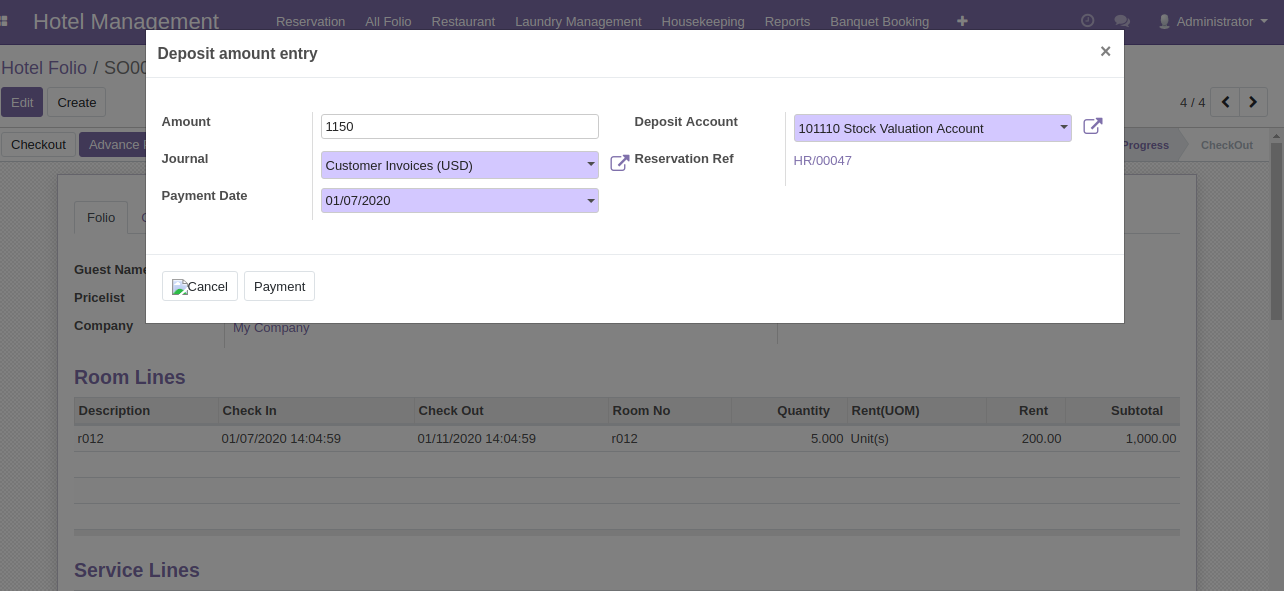 Hotel Management Reservation All Folio Restaurant Laundry Management Housekeeping Reports Banquet Booking Administrator
Deposit amount entry ×
Hotel Folio / SO00
Edit Create 4 / 4
Checkout Advance Progress CheckOut
Amount 1150 Deposit Account 101110 Stock Valuation Account
Journal Customer Invoices (USD) Reservation Ref HR/00047
Payment Date 01/07/2020
Folio
Cancel Payment
Guest Name
Pricelist
Company My Company
Room Lines
Description Check In Check Out Room No Quantity Rent(UOM) Rent Subtotal
r012 01/07/2020 14:04:59 01/11/2020 14:04:59 r012 5.000 Unit(s) 200.00 1,000.00
Service Lines